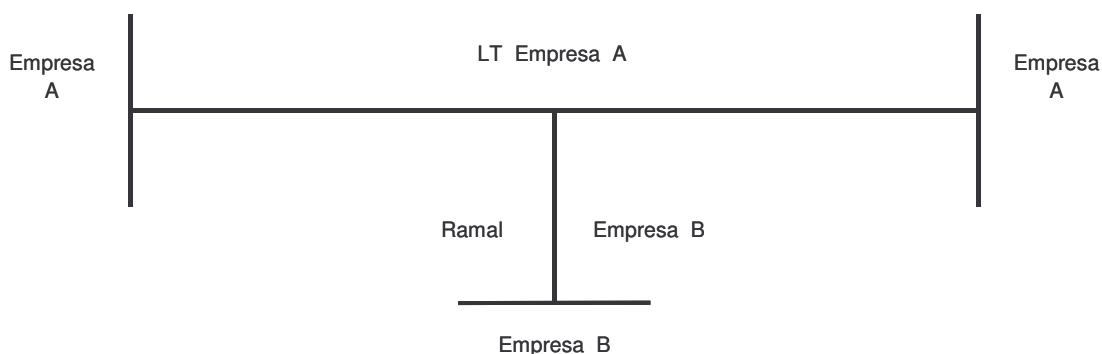 Empresa
A
LT Empresa A
Empresa
A
Ramal
Empresa B
Empresa B